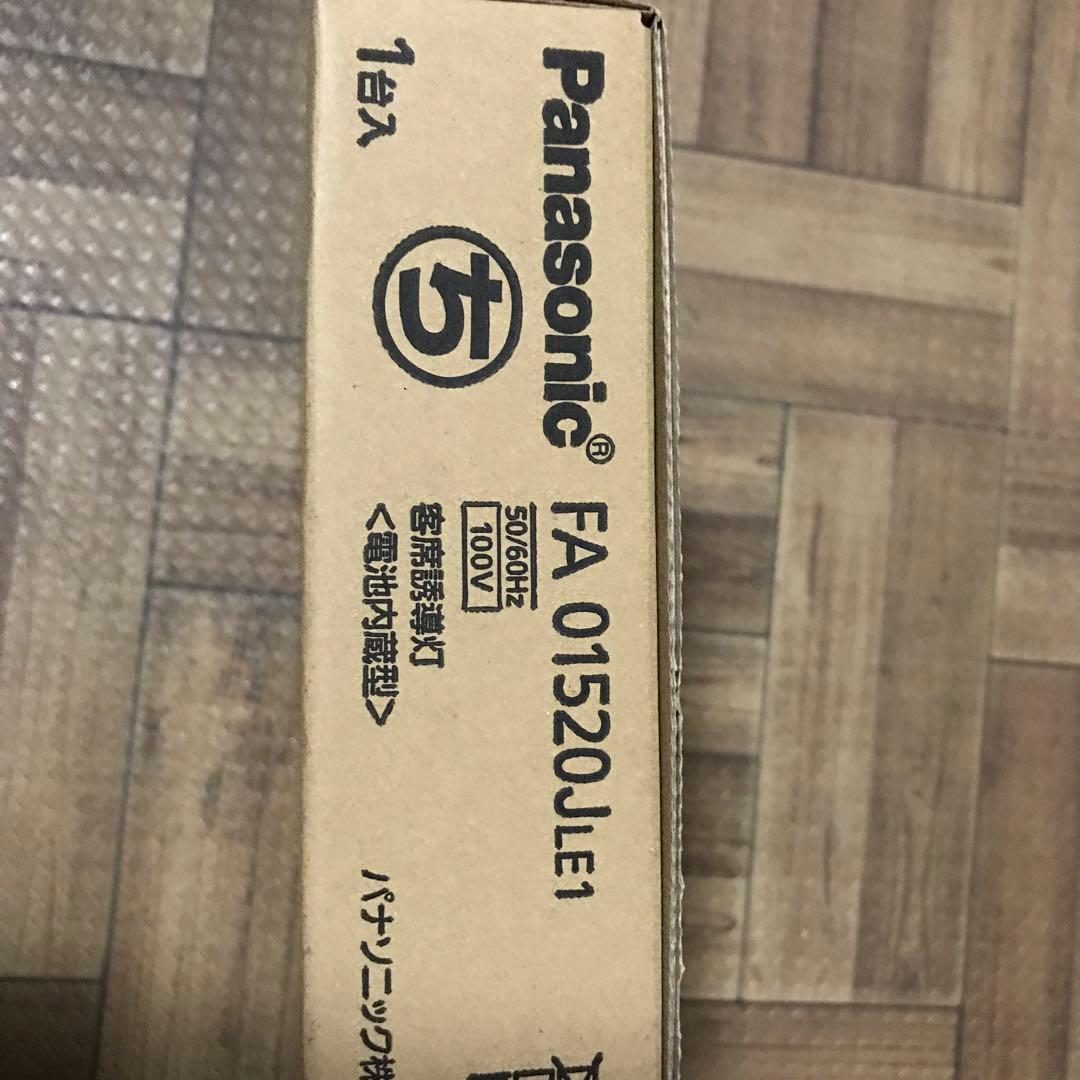 Panasonic® FA 01520JLE1
ち
50/60Hz
100V
客席誘導灯
1台入
<電池内蔵型>
パナソニック株